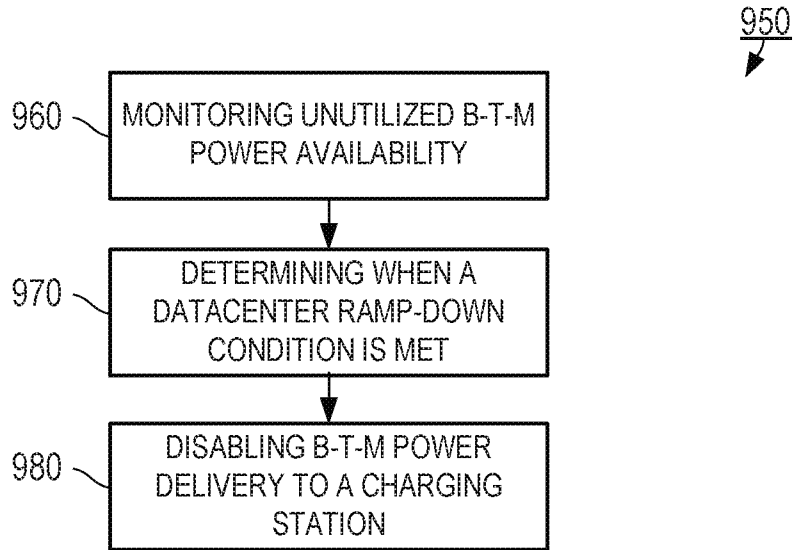 950
960
MONITORING UNUTILIZED B-T-M
POWER AVAILABILITY
970
DETERMINING WHEN A
DATACENTER RAMP-DOWN
CONDITION IS MET
980
DISABLING B-T-M POWER
DELIVERY TO A CHARGING
STATION